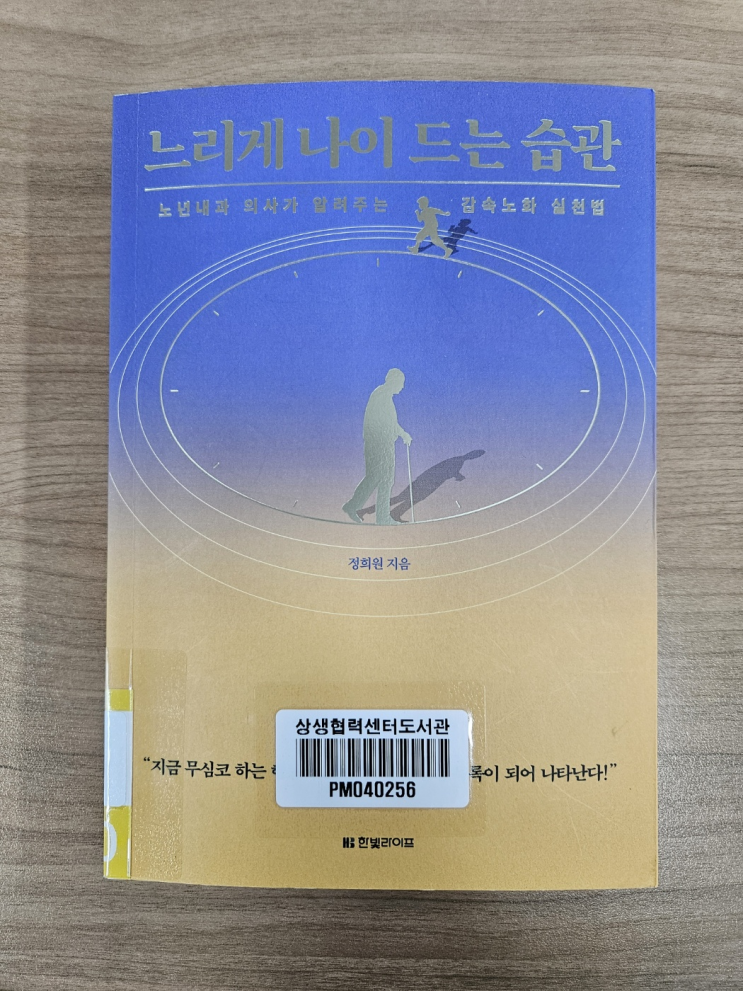 느리게 나이 드는 습관
노년내과 의사가 알려주는 감속노화 실천법
정희원 지음
상생협력센터도서관
PM040256
“지금 무심코 하는 록이 되어 나타난다!”
HB 한빛라이프